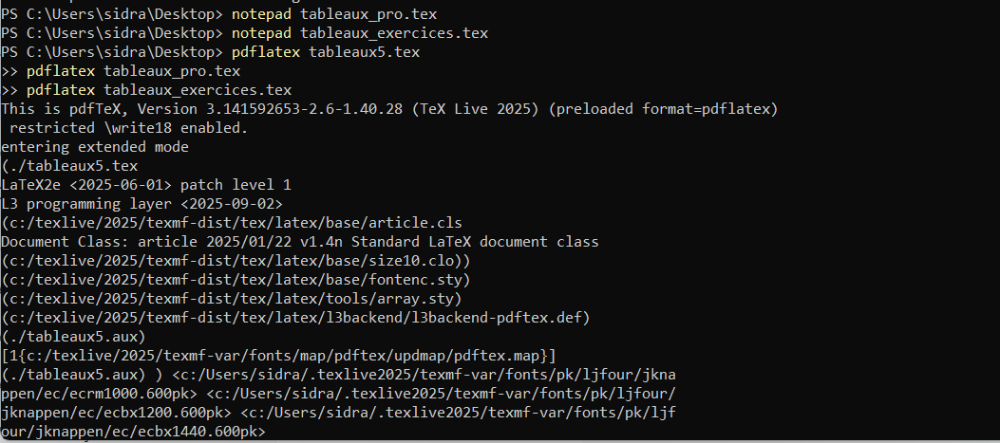 PS C:\Users\sidra\Desktop> notepad tableaux_pro.tex
PS C:\Users\sidra\Desktop> notepad tableaux_exercices.tex
PS C:\Users\sidra\Desktop> pdflatex tableaux5.tex
>> pdflatex tableaux_pro.tex
>> pdflatex tableaux_exercices.tex
This is pdfTeX, Version 3.141592653-2.6-1.40.28 (TeX Live 2025) (preloaded format=pdflatex)
 restricted \write18 enabled.
entering extended mode
(./tableaux5.tex
LaTeX2e <2025-06-01> patch level 1
L3 programming layer <2025-09-02>
(c:/texlive/2025/texmf-dist/tex/latex/base/article.cls
Document Class: article 2025/01/22 v1.4n Standard LaTeX document class
(c:/texlive/2025/texmf-dist/tex/latex/base/size10.clo))
(c:/texlive/2025/texmf-dist/tex/latex/base/fontenc.sty)
(c:/texlive/2025/texmf-dist/tex/latex/tools/array.sty)
(c:/texlive/2025/texmf-dist/tex/latex/l3backend/l3backend-pdftex.def)
(./tableaux5.aux)
[1{c:/texlive/2025/texmf-var/fonts/map/pdftex/updmap/pdftex.map}]
(./tableaux5.aux) ) <c:/Users/sidra/.texlive2025/texmf-var/fonts/pk/ljfour/jkna
ppen/ec/ecrm1000.600pk> <c:/Users/sidra/.texlive2025/texmf-var/fonts/pk/ljfour/
jknappen/ec/ecbx1200.600pk> <c:/Users/sidra/.texlive2025/texmf-var/fonts/pk/ljf
our/jknappen/ec/ecbx1440.600pk>